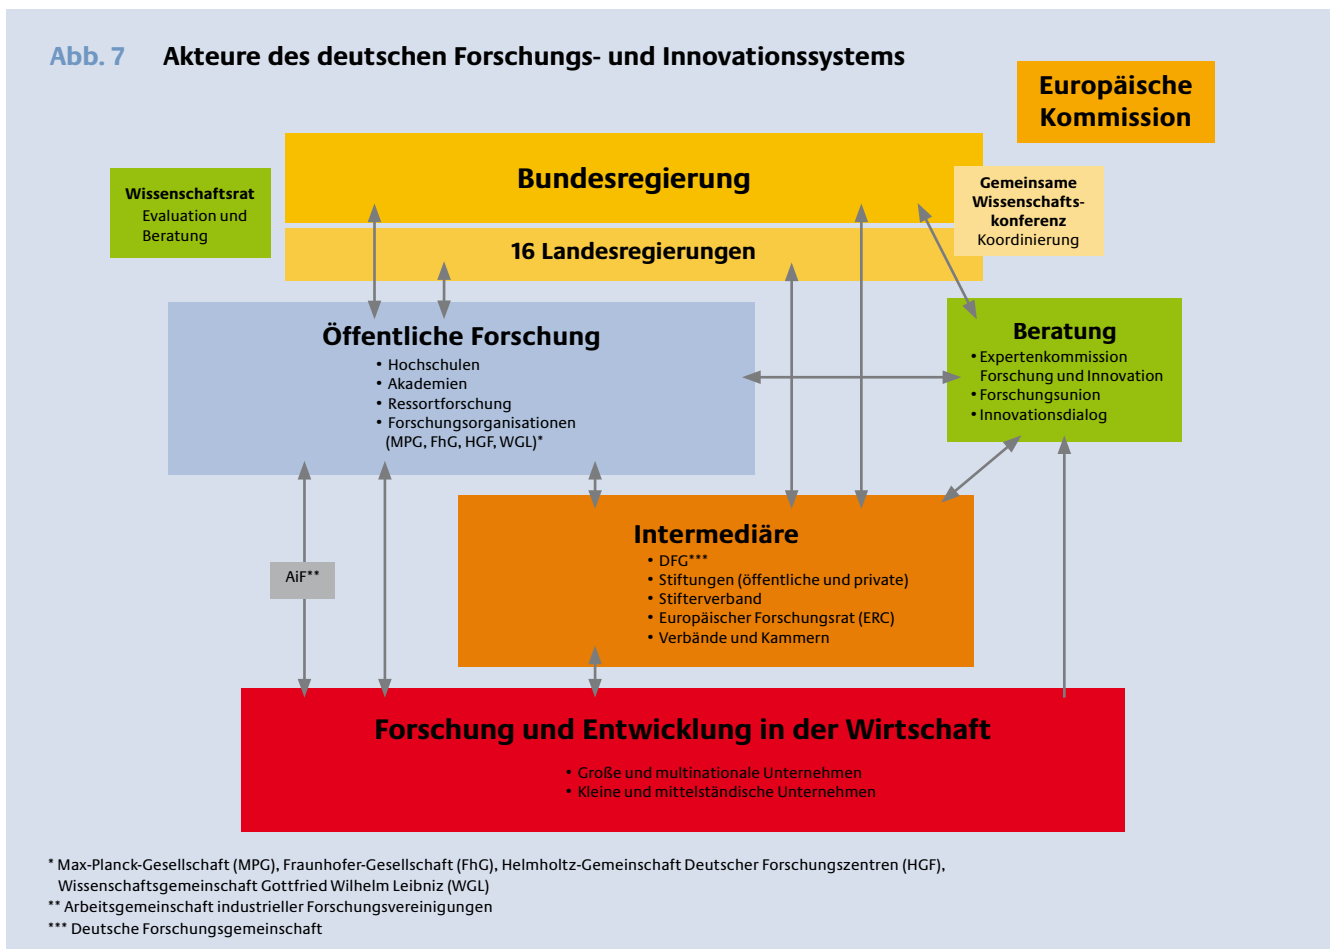 Abb. 7 Akteure des deutschen Forschungs- und Innovationssystems
Europäische
Kommission
Bundesregierung
Wissenschaftsrat
Evaluation und
Beratung
Gemeinsame
Wissenschafts-
konferenz
Koordinierung
16 Landesregierungen
Öffentliche Forschung
• Hochschulen
• Akademien
• Ressortforschung
• Forschungsorganisationen
(MPG, FhG, HGF, WGL)*
Beratung
• Expertenkommission
Forschung und Innovation
• Forschungsunion
• Innovationsdialog
Intermediäre
• DFG***
• Stiftungen (öffentliche und private)
• Stifterverband
• Europäischer Forschungsrat (ERC)
• Verbände und Kammern
AiF**
Forschung und Entwicklung in der Wirtschaft
• Große und multinationale Unternehmen
• Kleine und mittelständische Unternehmen
* Max-Planck-Gesellschaft (MPG), Fraunhofer-Gesellschaft (FhG), Helmholtz-Gemeinschaft Deutscher Forschungszentren (HGF),
Wissenschaftsgemeinschaft Gottfried Wilhelm Leibniz (WGL)
** Arbeitsgemeinschaft industrieller Forschungsvereinigungen
*** Deutsche Forschungsgemeinschaft